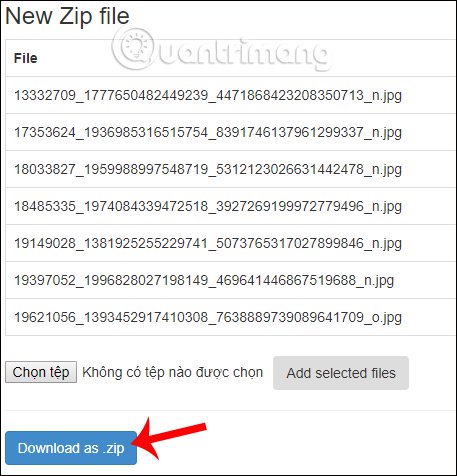 New Zip file
Quantrimang
File
13332709_1777650482449239_4471868423208350713_n.jpg
17353624_1936985316515754_8391746137961299337_n.jpg
18033827_1959988997548719_5312123026631442478_n.jpg
18485335_1974084339472518_3927269199972779496_n.jpg
19149028_1381925255229741_5073765317027899846_n.jpg
19397052_1996828027198149_469641446867519688_n.jpg
19621056_1393452917410308_7638889739089641709_o.jpg
Chọn tệp Không có tệp nào được chọn Add selected files
Download as .zip